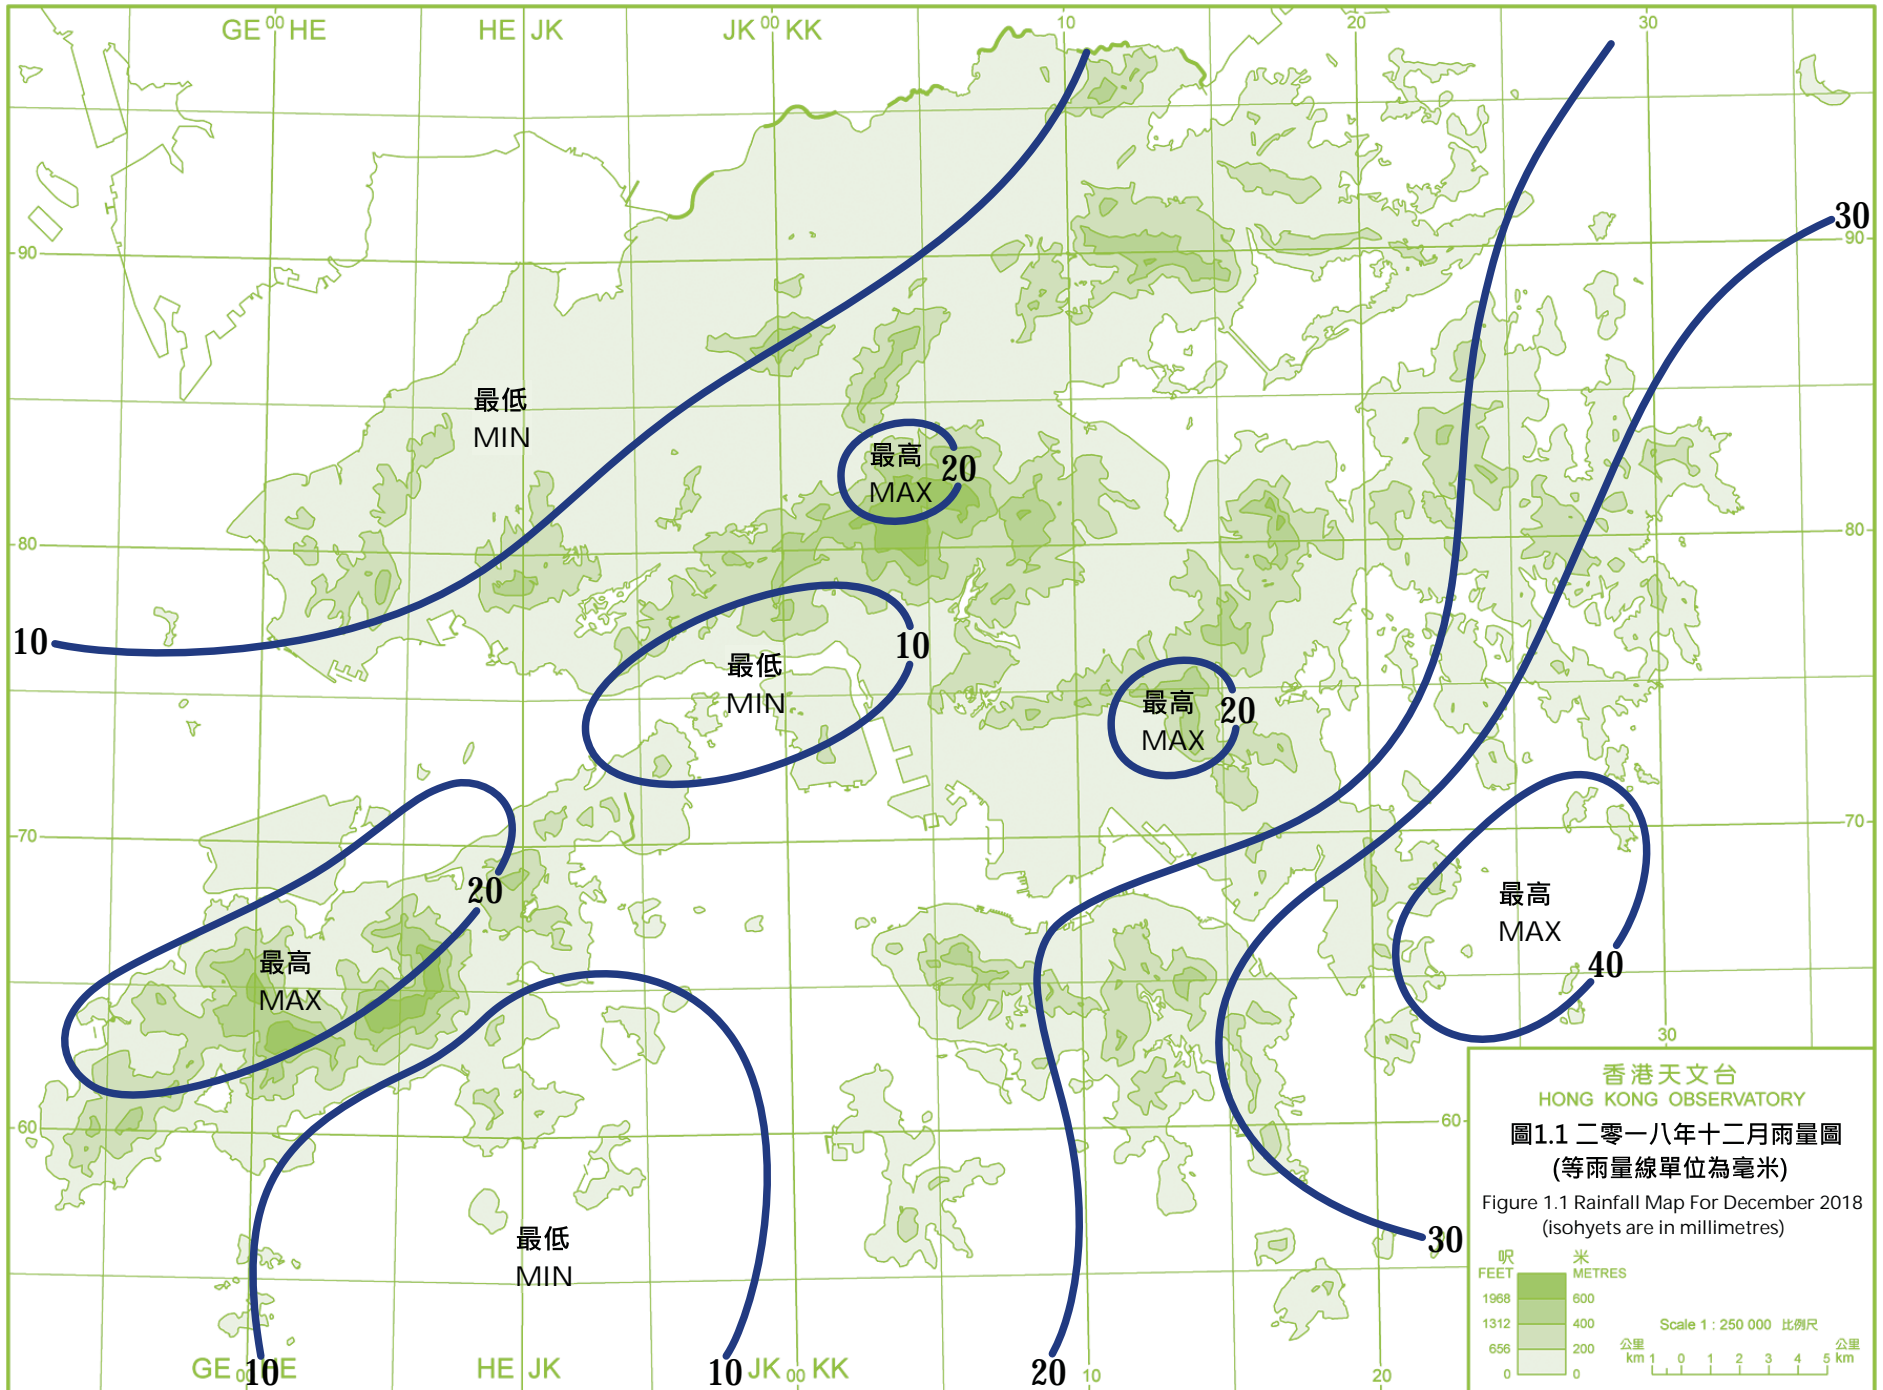 GE 00 HE
HE JK
JK 00 KK
10
20
30
90
30
90
最低
MIN
最高
MAX
20
80
80
10
最低
MIN
10
最高
MAX
20
70
70
20
最高
MAX
最高
MAX
40
30
60
60
最低
MIN
30
GE 00 HE
10
HE JK
10
JK 00 KK
20
10
20
香港天文台
HONG KONG OBSERVATORY
圖1.1 二零一八年十二月雨量圖
(等雨量線單位為毫米)
Figure 1.1 Rainfall Map For December 2018
(isohyets are in millimetres)
呎 米
FEET METRES
1968 600
1312 400
656 200
0 0
Scale 1 : 250 000 比例尺
公里 公里
km 1 0 1 2 3 4 5 km